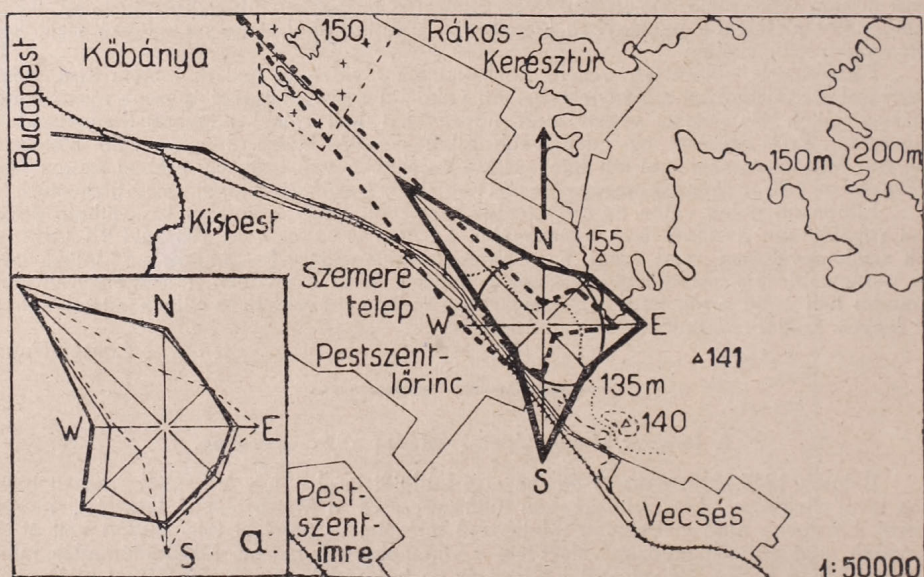 150
Rákos-
Keresztúr
Kőbánya
Budapest
150m
200m
Kispest
N
155
Szemere
telep
W
E
Pestszent-
lőrinc
141
135m
140
S
N
W
E
S
a.
Pest-
szent-
imre
Vecsés
1:50000